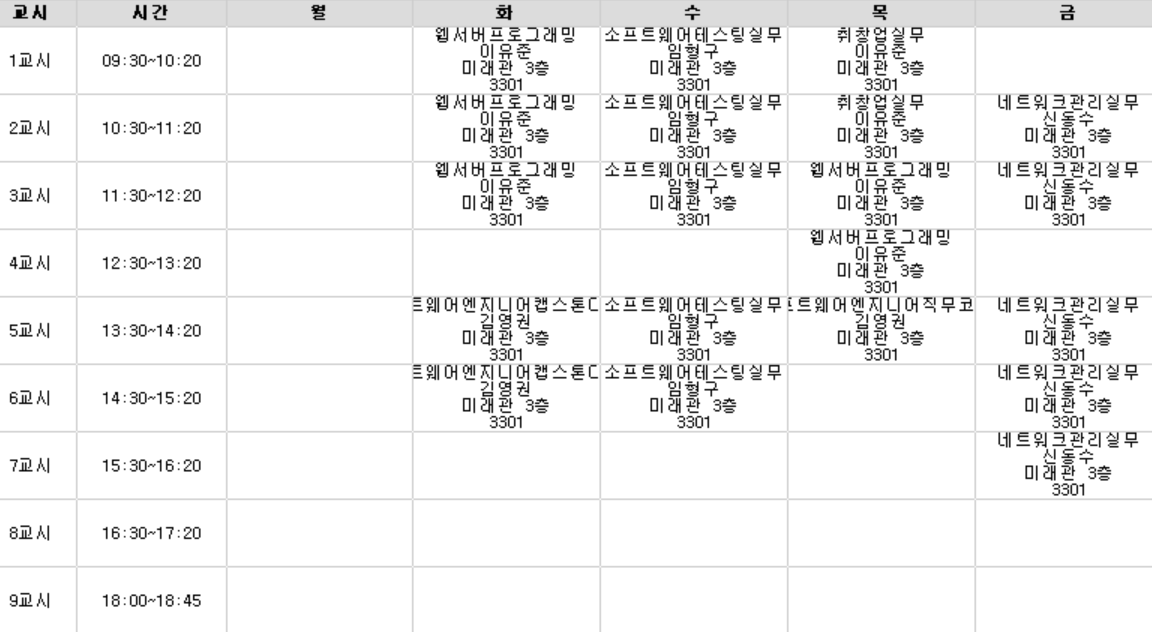 교시 시간 월 화 수 목 금
1교시 09:30~10:20
웹서버프로그래밍
이유준
미래관 3층
3301
소프트웨어테스팅실무
임형구
미래관 3층
3301
취창업실무
이유준
미래관 3층
3301
2교시 10:30~11:20
웹서버프로그래밍
이유준
미래관 3층
3301
소프트웨어테스팅실무
임형구
미래관 3층
3301
취창업실무
이유준
미래관 3층
3301
네트워크관리실무
신동수
미래관 3층
3301
3교시 11:30~12:20
웹서버프로그래밍
이유준
미래관 3층
3301
소프트웨어테스팅실무
임형구
미래관 3층
3301
웹서버프로그래밍
이유준
미래관 3층
3301
네트워크관리실무
신동수
미래관 3층
3301
4교시 12:30~13:20
웹서버프로그래밍
이유준
미래관 3층
3301
5교시 13:30~14:20
트웨어엔지니어캡스톤
김영권
미래관 3층
3301
소프트웨어테스팅실무
임형구
미래관 3층
3301
트웨어엔지니어직무코
김영권
미래관 3층
3301
네트워크관리실무
신동수
미래관 3층
3301
6교시 14:30~15:20
트웨어엔지니어캡스톤
김영권
미래관 3층
3301
소프트웨어테스팅실무
임형구
미래관 3층
3301
네트워크관리실무
신동수
미래관 3층
3301
7교시 15:30~16:20
네트워크관리실무
신동수
미래관 3층
3301
8교시 16:30~17:20
9교시 18:00~18:45